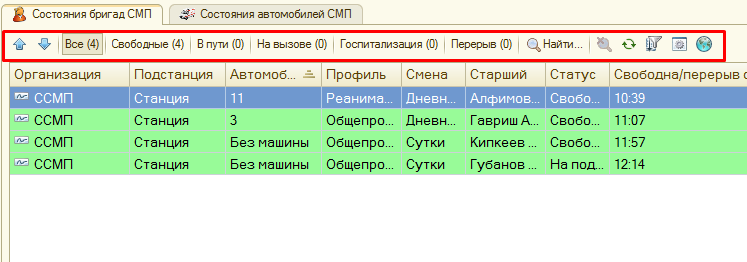 Состояния бригад СМП Состояния автомобилей СМП
Все (4) Свободные (4) В пути (0) На вызове (0) Госпитализация (0) Перерыв (0) Найти...
Организация Подстанция Автомоб... Профиль Смена Старший Статус Свободна/перерыв с
ССМП Станция 11 Реанима... Дневн... Алфимов... Свобо... 10:39
ССМП Станция 3 Общепро... Дневн... Гавриш А... Свобо... 11:07
ССМП Станция Без машины Общепро... Сутки Кипкеев ... Свобо... 11:57
ССМП Станция Без машины Общепро... Сутки Губанов ... На под... 12:14